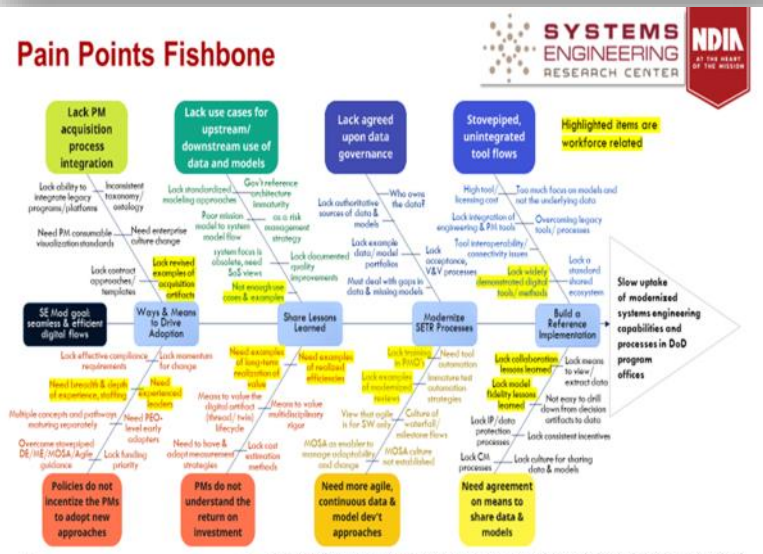 Pain Points Fishbone
SYSTEMS
ENGINEERING
RESEARCH CENTER
NDIA
AT THE HEART
OF THE MISSION
Lack PM
acquisition
process
integration
Lack use cases for
upstream/
downstream use of
data and models
Lack agreed
upon data
governance
Stovepiped,
unintegrated
tool flows
Highlighted items are
workforce related
Lack ability to
integrate legacy
programs/platforms
Inconsistent
taxonomy/
ontology
Need PM consumable
visualization standards
Need enterprise
culture change
Lack contract
approaches/
templates
Lack revised
examples of
acquisition
artifacts
Lack standardized
modeling approaches
Gov't reference
architecture
immaturity
Poor mission
model to system
model flow
as a risk
management
strategy
system focus is
obsolete, need
SoS views
Lack documented
quality
improvements
Not enough use
cases & examples
Who owns
the data?
Lack authoritative
sources of data &
models
Lack example
data/model
portfolios
Lack
acceptance,
V&V processes
Must deal with gaps in
data & missing models
High tool/
licensing cost
Too much focus on models and
not the underlying data
Lack integration of
engineering & PM tools
Overcoming legacy
tools/ processes
Tool interoperability/
connectivity issues
Lack widely
demonstrated digital
tools/ methods
Lack a
standard
shared
ecosystem
SE Mod goal:
seamless & efficient
digital flows
Ways & Means
to Drive
Adoption
Share Lessons
Learned
Modernize
SETR Processes
Build a
Reference
Implementation
Slow uptake
of modernized
systems engineering
capabilities and
processes in DoD
program
offices
Lack effective compliance
requirements
Lack momentum
for change
Need breadth & depth
of experience, staffing
Need
experienced
leaders
Multiple concepts and pathways
maturing separately
Need PEO-
level early
adopters
Overcome stovepiped
DE/ME/MOSA/Agile
guidance
Lack funding
priority
Need examples
of long-term
realization of
value
Need examples
of realized
efficiencies
Means to value the
digital artifact
(thread/ twin)
lifecycle
Means to value
multidisciplinary
rigor
Need to have &
adopt measurement
strategies
Lack cost
estimation
methods
Lack training
in PMO's
Need tool
automation
Lack examples
of modernized
reviews
Immature test
automation
strategies
View that agile
is for SW only
Culture of
waterfall/
milestone flows
MOSA as enabler to
manage adaptability
and change
MOSA culture
not established
Lack collaboration
lessons learned
Lack means
to view/
extract data
Lack model
fidelity lessons
learned
Not easy to drill
down from decision
artifacts to data
Lack IP/data
protection
processes
Lack consistent incentives
Lack CM
processes
Lack culture for sharing
data & models
Policies do not
incentize the PMs
to adopt new
approaches
PMs do not
understand the
return on
investment
Need more agile,
continuous data &
model dev't
approaches
Need agreement
on means to
share data &
models